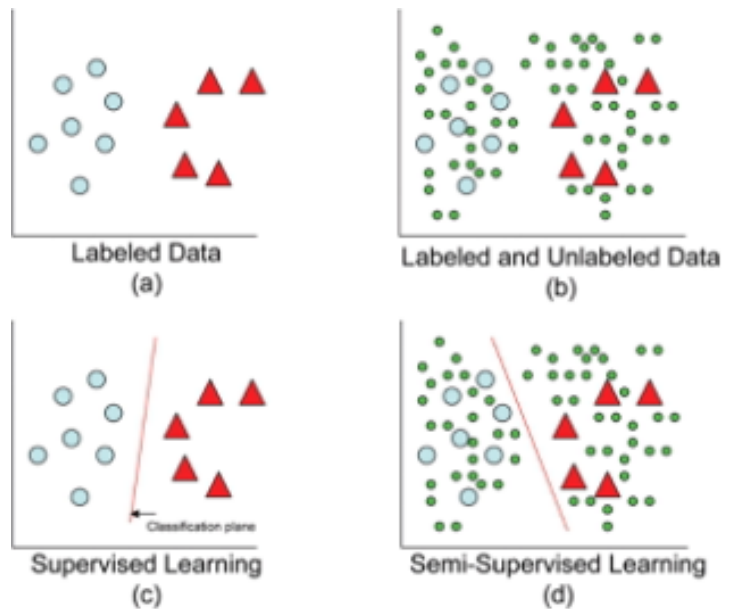 Labeled Data
(a)
Labeled and Unlabeled Data
(b)
Classification plane
Supervised Learning
(c)
Semi-Supervised Learning
(d)